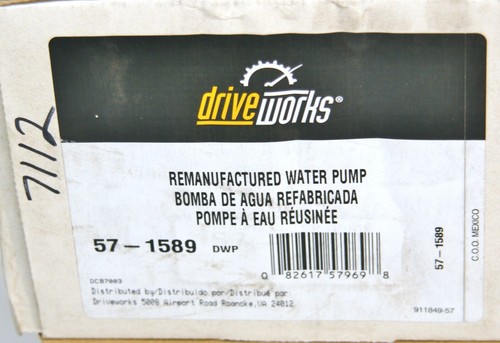 driveworks®
7112
REMANUFACTURED WATER PUMP
BOMBA DE AGUA REFABRICADA
POMPE À EAU RÉUSINÉE
57-1589 DWP
0 82617 57969 8
57-1589
C.O.O. MEXICO
DCB7003
Distributed by/Distribuido por/Distribué par:
Driveworks 5008 Airport Road Roanoke,VA 24012
911849-57